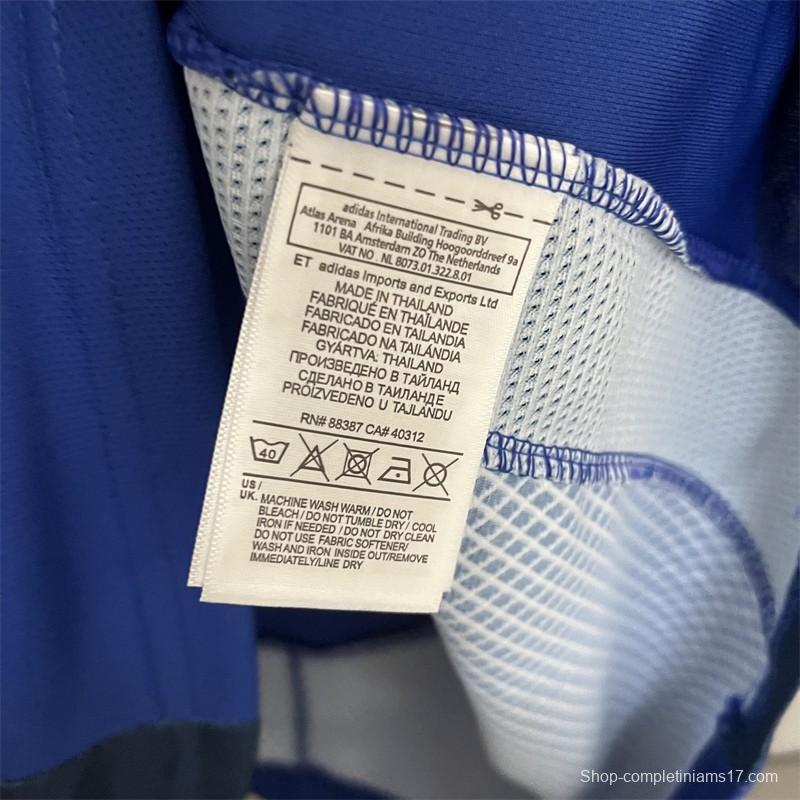 adidas International Trading BV
Atlas Arena Afrika Building Hoogoorddreef 9a
1101 BA Amsterdam ZO The Netherlands
VAT NO NL 8073.01.322.8.01
ET adidas Imports and Exports Ltd
MADE IN THAILAND
FABRIQUÉ EN THAÏLANDE
FABRICADO EN TAILANDIA
FABRICADO NA TAILÂNDIA
GYÁRTVA: THAILAND
ПРОИЗВЕДЕНО В ТАЙЛАНД
СДЕЛАНО В ТАИЛАНДЕ
PROIZVEDENO U TAJLANDU
RN# 88387 CA# 40312
40
US /
UK. MACHINE WASH WARM / DO NOT
BLEACH / DO NOT TUMBLE DRY / COOL
IRON IF NEEDED / DO NOT DRY CLEAN
DO NOT USE FABRIC SOFTENER/
WASH AND IRON INSIDE OUT/REMOVE
IMMEDIATELY/LINE DRY
Shop-completiniams17.com